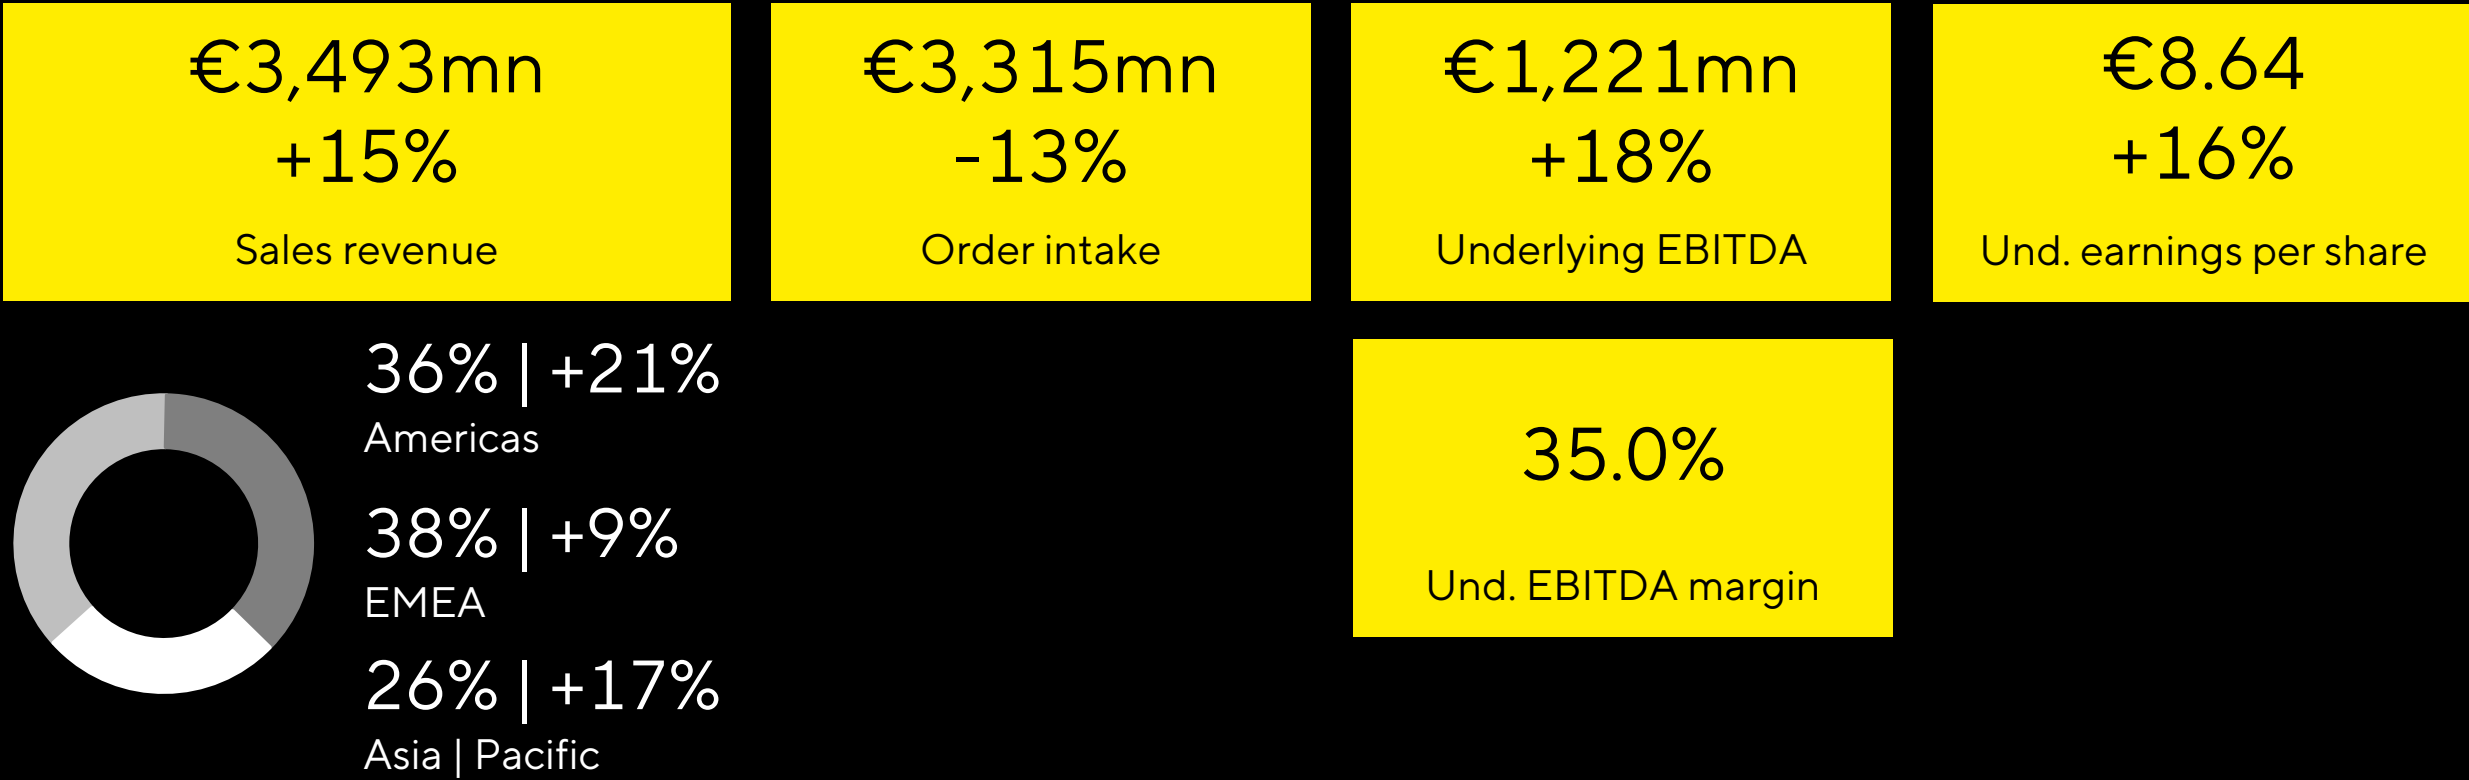 €3,493mn
+15%
Sales revenue
€3,315mn
-13%
Order intake
€1,221mn
+18%
Underlying EBITDA
€8.64
+16%
Und. earnings per share
36% | +21%
Americas
38% | +9%
EMEA
26% | +17%
Asia | Pacific
35.0%
Und. EBITDA margin